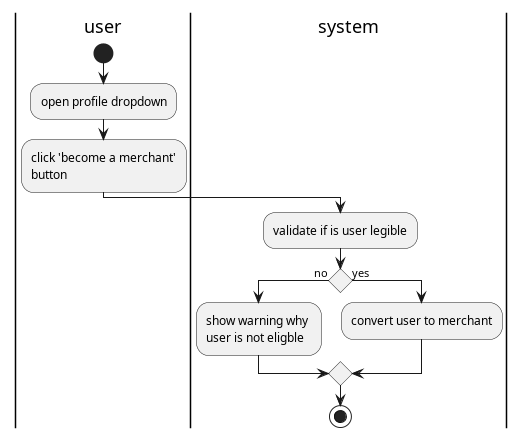 user
system
open profile dropdown
click 'become a merchant'
button
validate if is user legible
no
yes
show warning why
user is not eligble
convert user to merchant